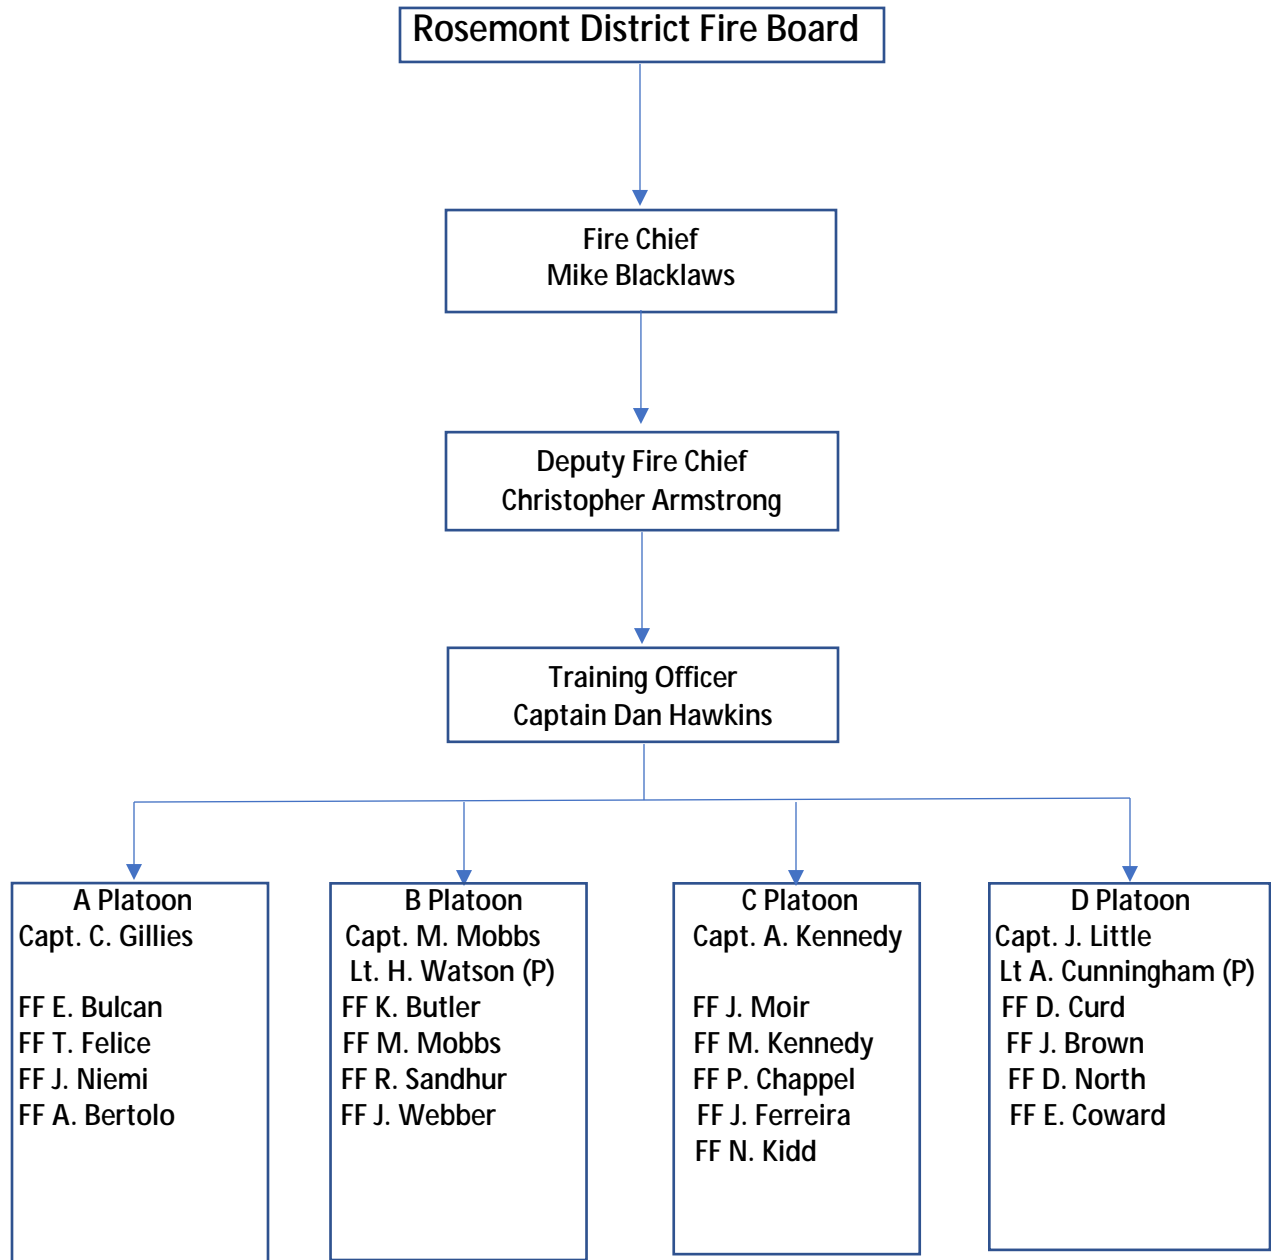 Rosemont District Fire Board
Fire Chief
Mike Blacklaws
Deputy Fire Chief
Christopher Armstrong
Training Officer
Captain Dan Hawkins
A Platoon
Capt. C. Gillies
FF E. Bulcan
FF T. Felice
FF J. Niemi
FF A. Bertolo
B Platoon
Capt. M. Mobbs
Lt. H. Watson (P)
FF K. Butler
FF M. Mobbs
FF R. Sandhur
FF J. Webber
C Platoon
Capt. A. Kennedy
FF J. Moir
FF M. Kennedy
FF P. Chappel
FF J. Ferreira
FF N. Kidd
D Platoon
Capt. J. Little
Lt A. Cunningham (P)
FF D. Curd
FF J. Brown
FF D. North
FF E. Coward